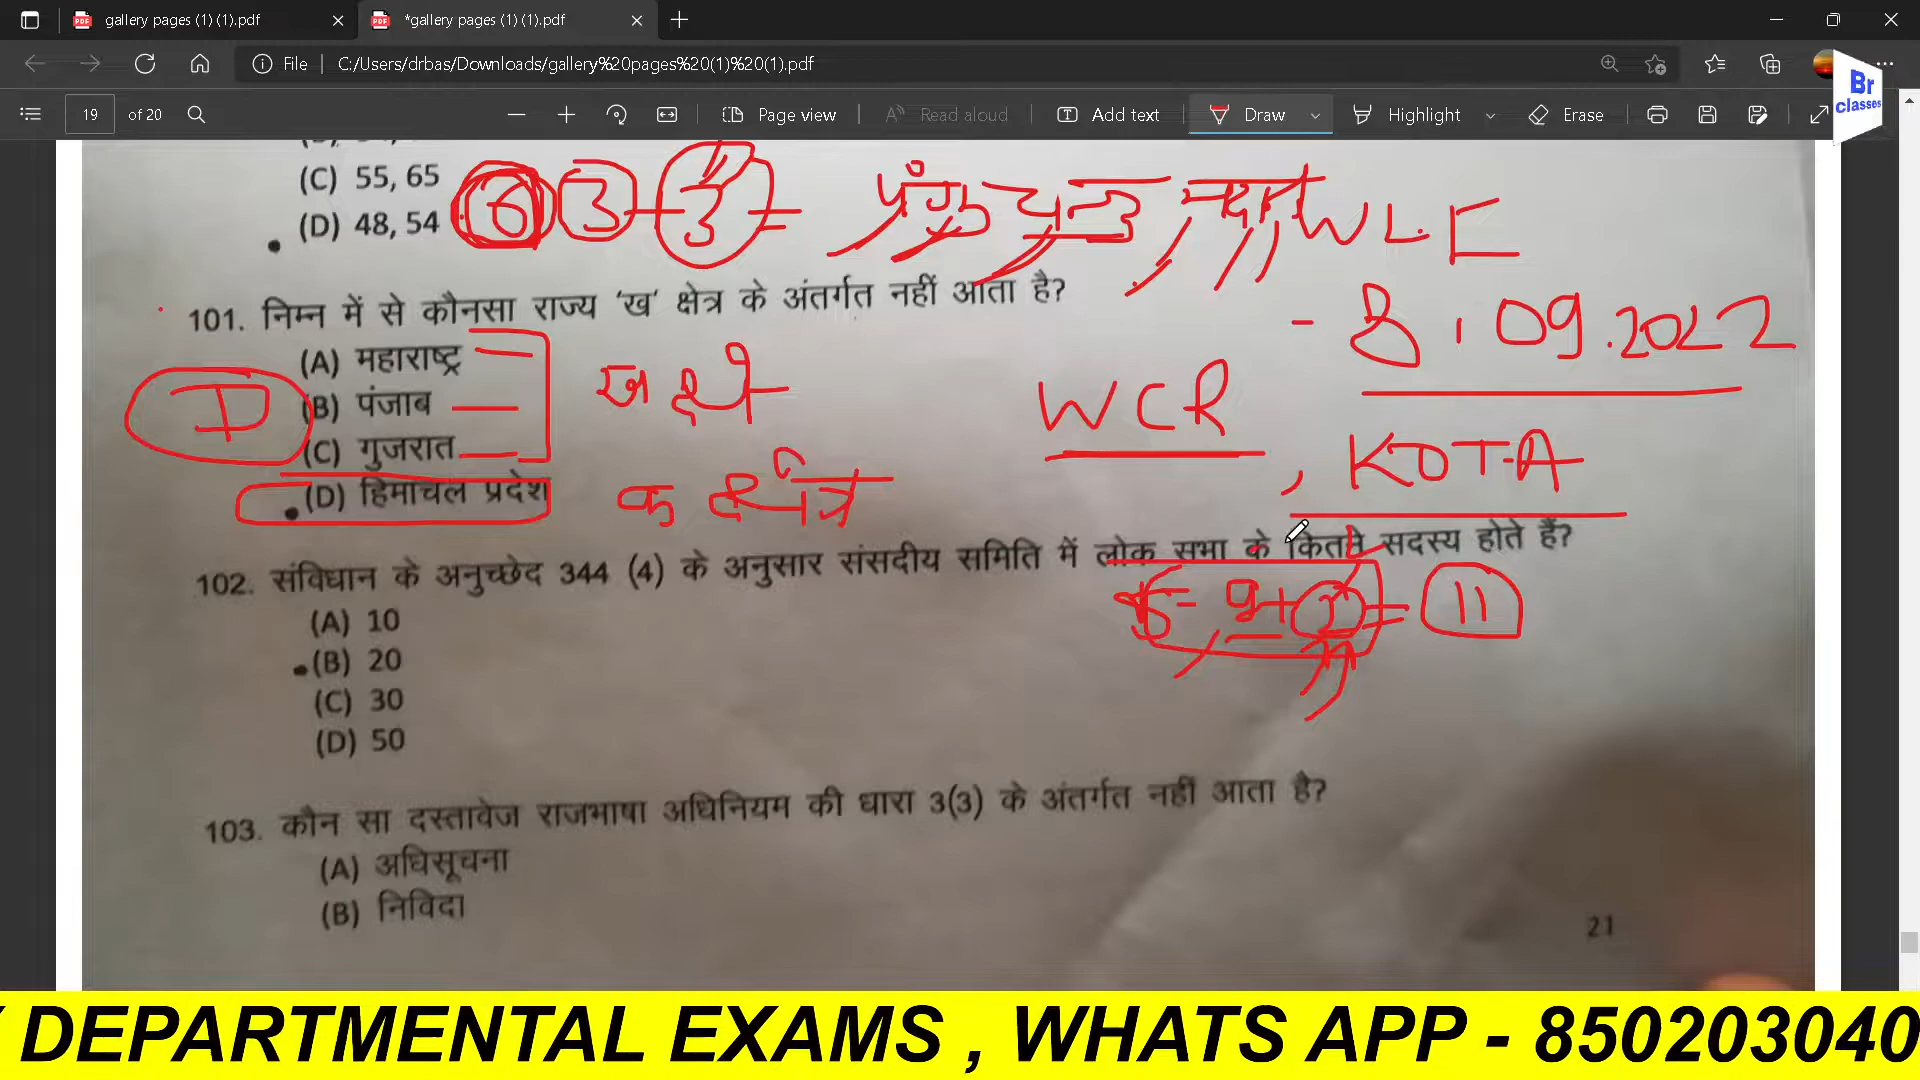 gallery pages (1) (1).pdf
*gallery pages (1) (1).pdf
File C:/Users/drbas/Downloads/gallery%20pages%20(1)%20(1).pdf
Br classes
19 of 20 Page view Read aloud Add text Draw Highlight Erase
(C) 55, 65
(D) 48, 54
6 3 - 3 =
101. निम्न में से कौनसा राज्य 'ख' क्षेत्र के अंतर्गत नहीं आता है?
- 8.09.2022
(A) महाराष्ट्र
(B) पंजाब
D
WCR
(C) गुजरात
, KOTA
(D) हिमाचल प्रदेश
102. संविधान के अनुच्छेद 344 (4) के अनुसार संसदीय समिति में लोक सभा के कितने सदस्य होते हैं?
(A) 10
11
(B) 20
(C) 30
(D) 50
103. कौन सा दस्तावेज राजभाषा अधिनियम की धारा 3(3) के अंतर्गत नहीं आता है?
(A) अधिसूचना
(B) निविदा
21
DEPARTMENTAL EXAMS , WHATS APP - 850203040